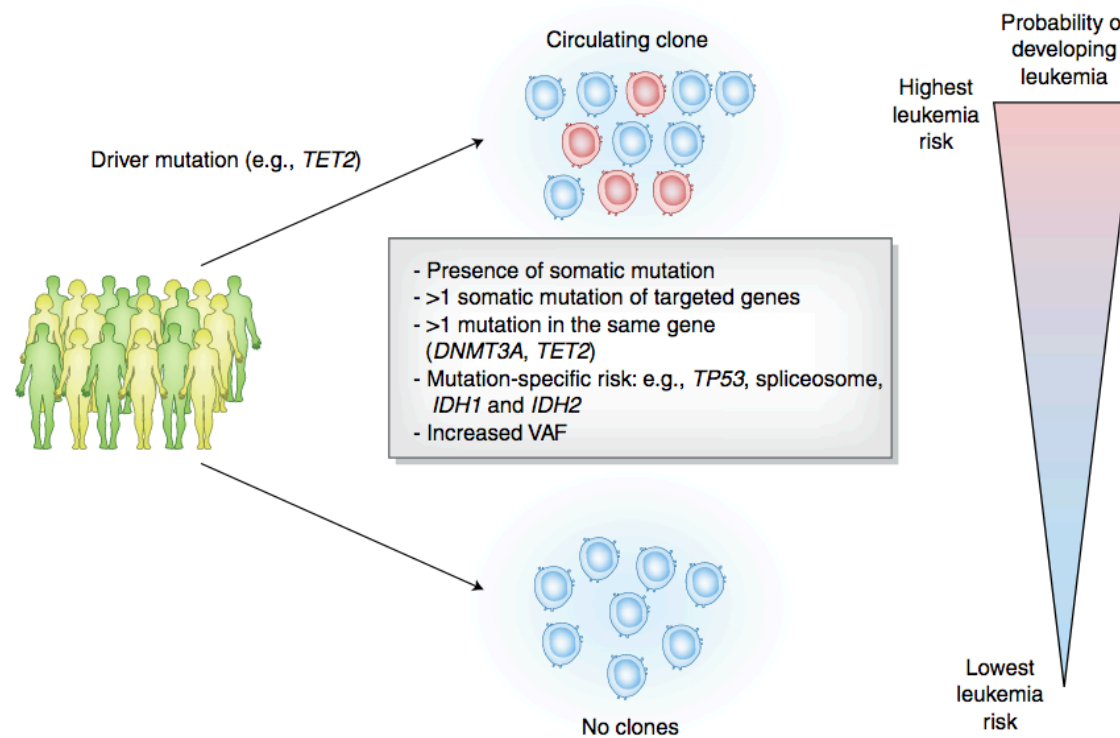 Circulating clone
Driver mutation (e.g., TET2)
- Presence of somatic mutation
- >1 somatic mutation of targeted genes
- >1 mutation in the same gene
(DNMT3A, TET2)
- Mutation-specific risk: e.g., TP53, spliceosome,
IDH1 and IDH2
- Increased VAF
No clones
Probability o
developing
leukemia
Highest
leukemia
risk
Lowest
leukemia
risk